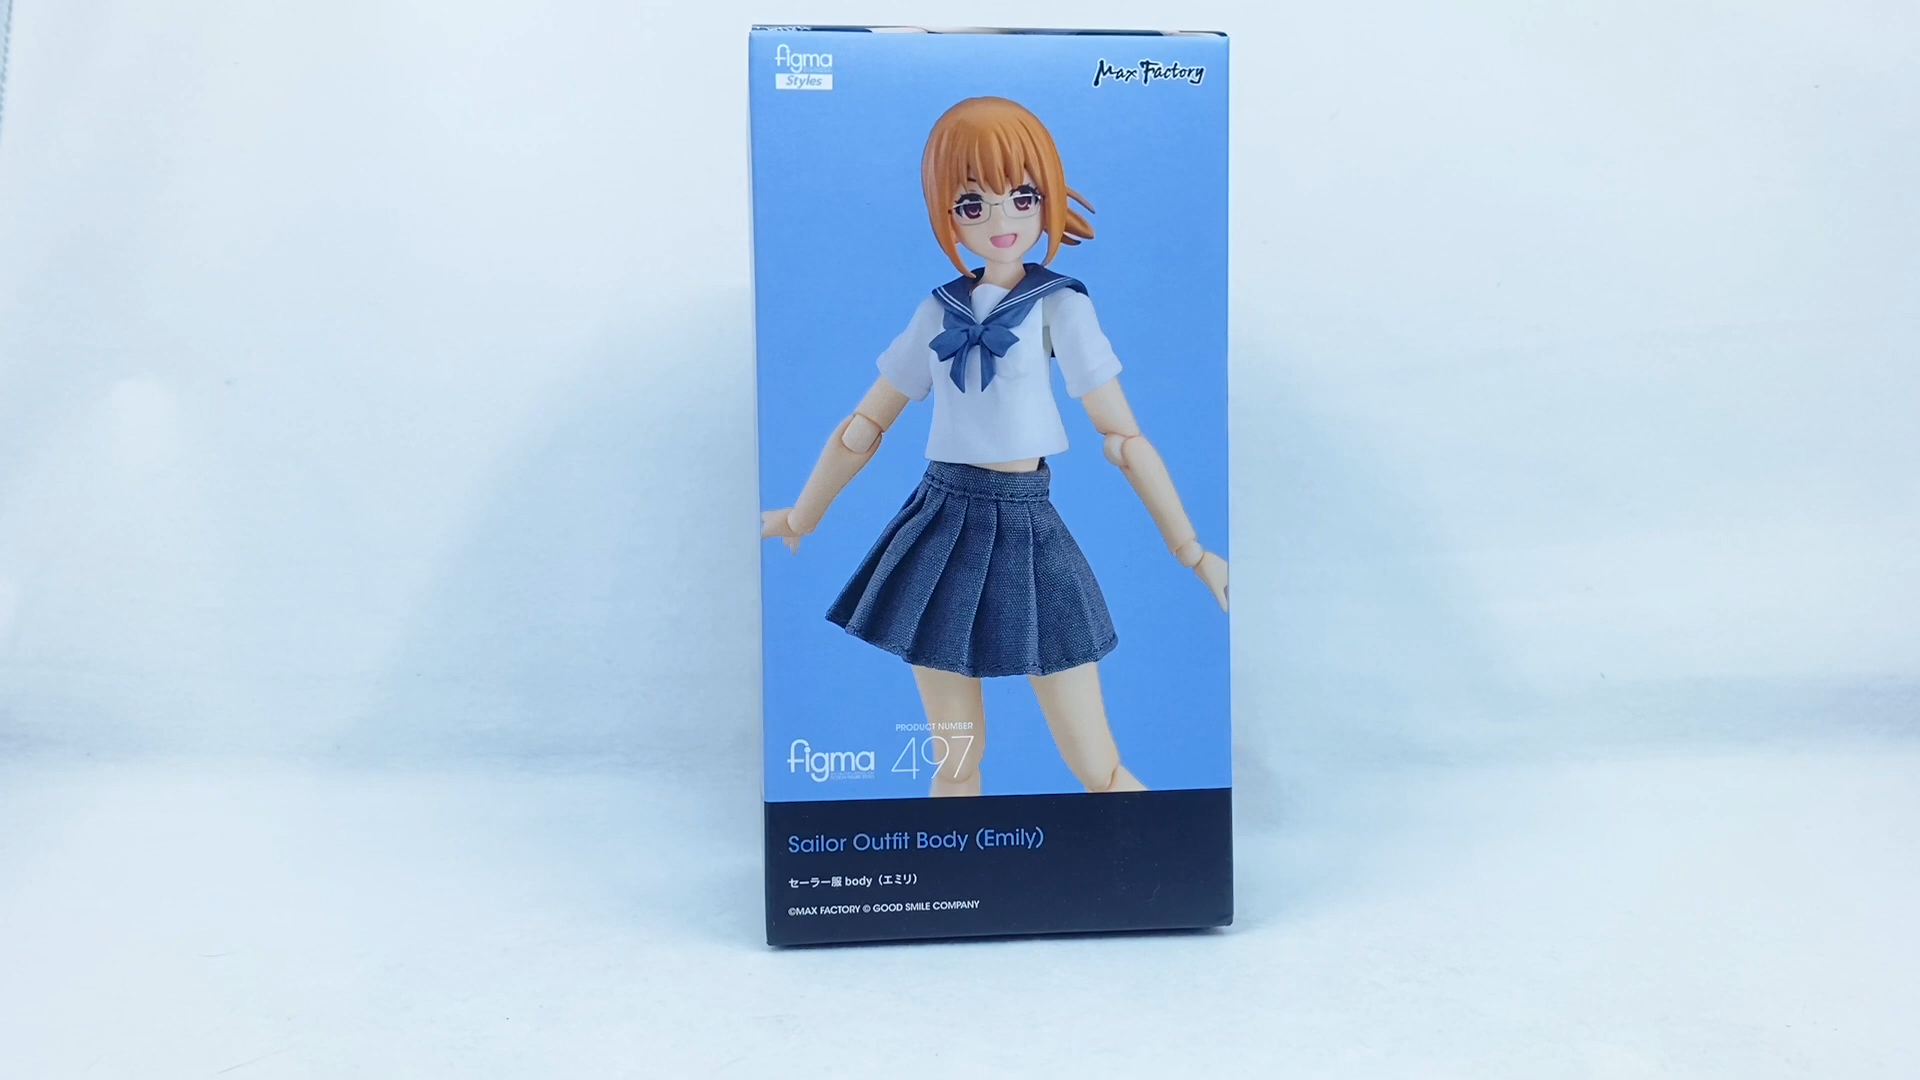 figma
Styles
Max Factory
PRODUCT NUMBER
figma 497
Sailor Outfit Body (Emily)
セーラー服 body（エミリ）
©MAX FACTORY © GOOD SMILE COMPANY